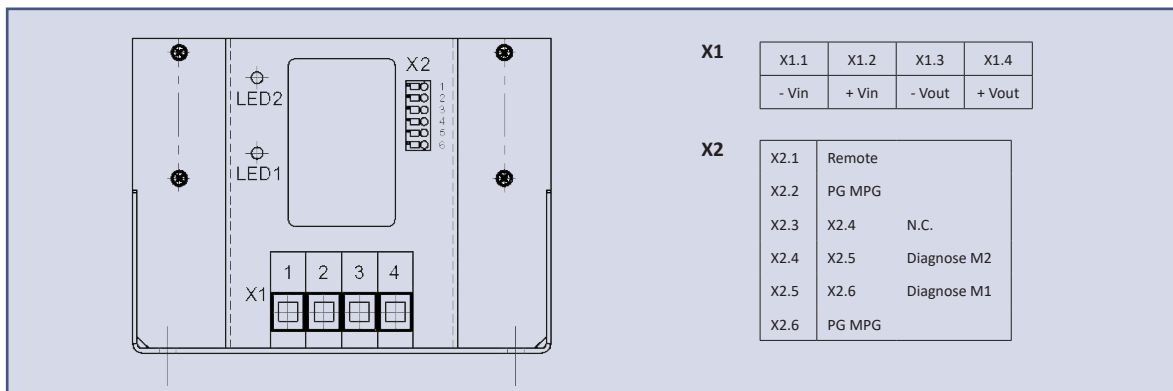 X2
1
2
3
4
5
6
LED2
LED1
1 2 3 4
X1
X1
X1.1 X1.2 X1.3 X1.4
- Vin + Vin - Vout + Vout
X2
X2.1 Remote
X2.2 PG MPG
X2.3 X2.4 N.C.
X2.4 X2.5 Diagnose M2
X2.5 X2.6 Diagnose M1
X2.6 PG MPG